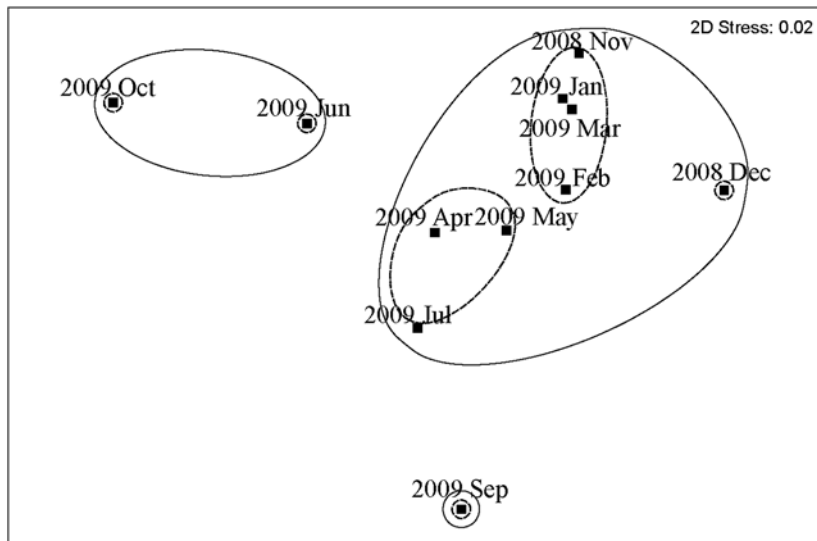 2D Stress: 0.02
2008 Nov
2009 Oct
2009 Jan
2009 Jun
2009 Mar
2009 Feb
2008 Dec
2009 Apr
2009 May
2009 Jul
2009 Sep